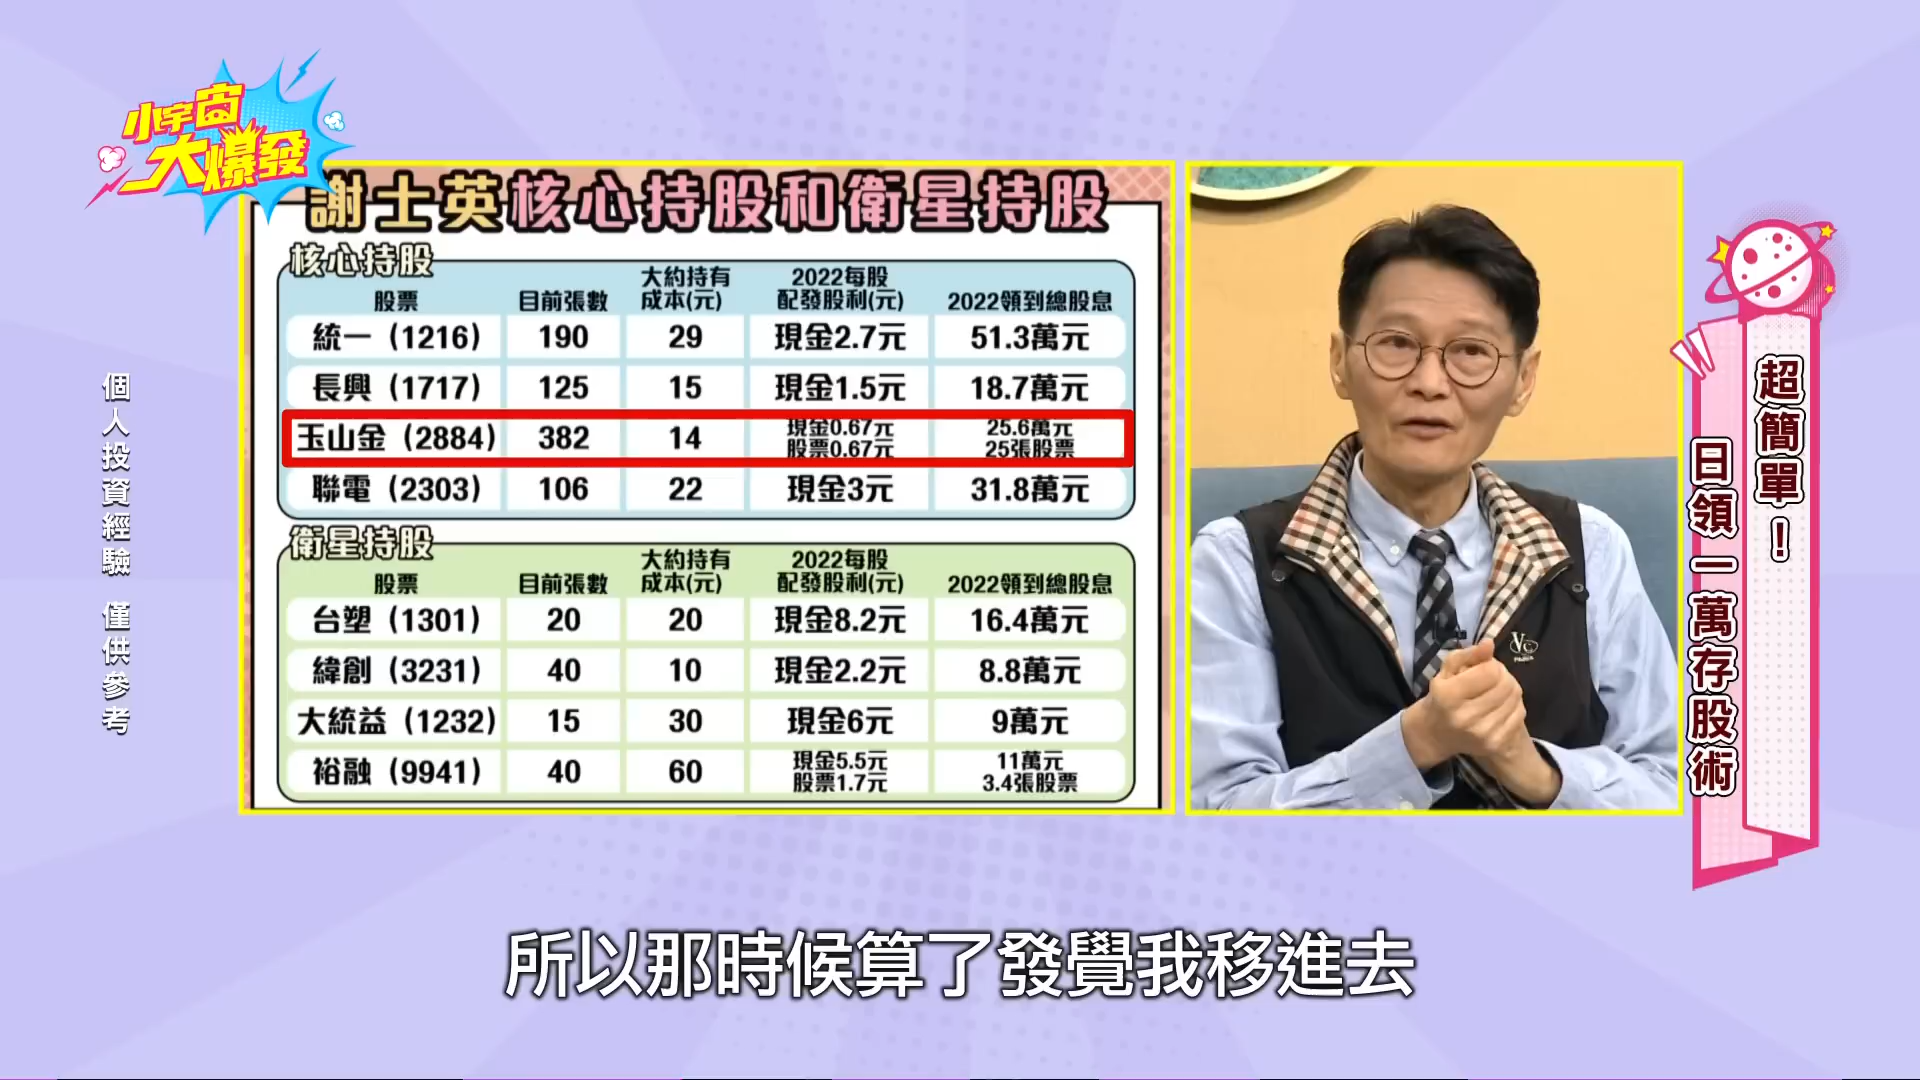 小宇宙
大爆發
謝士英核心持股和衛星持股
核心持股
股票 目前張數 大約持有成本(元) 2022每股配發股利(元) 2022領到總股息
統一(1216) 190 29 現金2.7元 51.3萬元
長興(1717) 125 15 現金1.5元 18.7萬元
玉山金(2884) 382 14 現金0.67元 股票0.67元 25.6萬元 25張股票
聯電(2303) 106 22 現金3元 31.8萬元
衛星持股
股票 目前張數 大約持有成本(元) 2022每股配發股利(元) 2022領到總股息
台塑(1301) 20 20 現金8.2元 16.4萬元
緯創(3231) 40 10 現金2.2元 8.8萬元
大統益(1232) 15 30 現金6元 9萬元
裕融(9941) 40 60 現金5.5元 股票1.7元 11萬元 3.4張股票
個人投資經驗 僅供參考
超簡單！
日領一萬存股術
所以那時候算了發覺我移進去